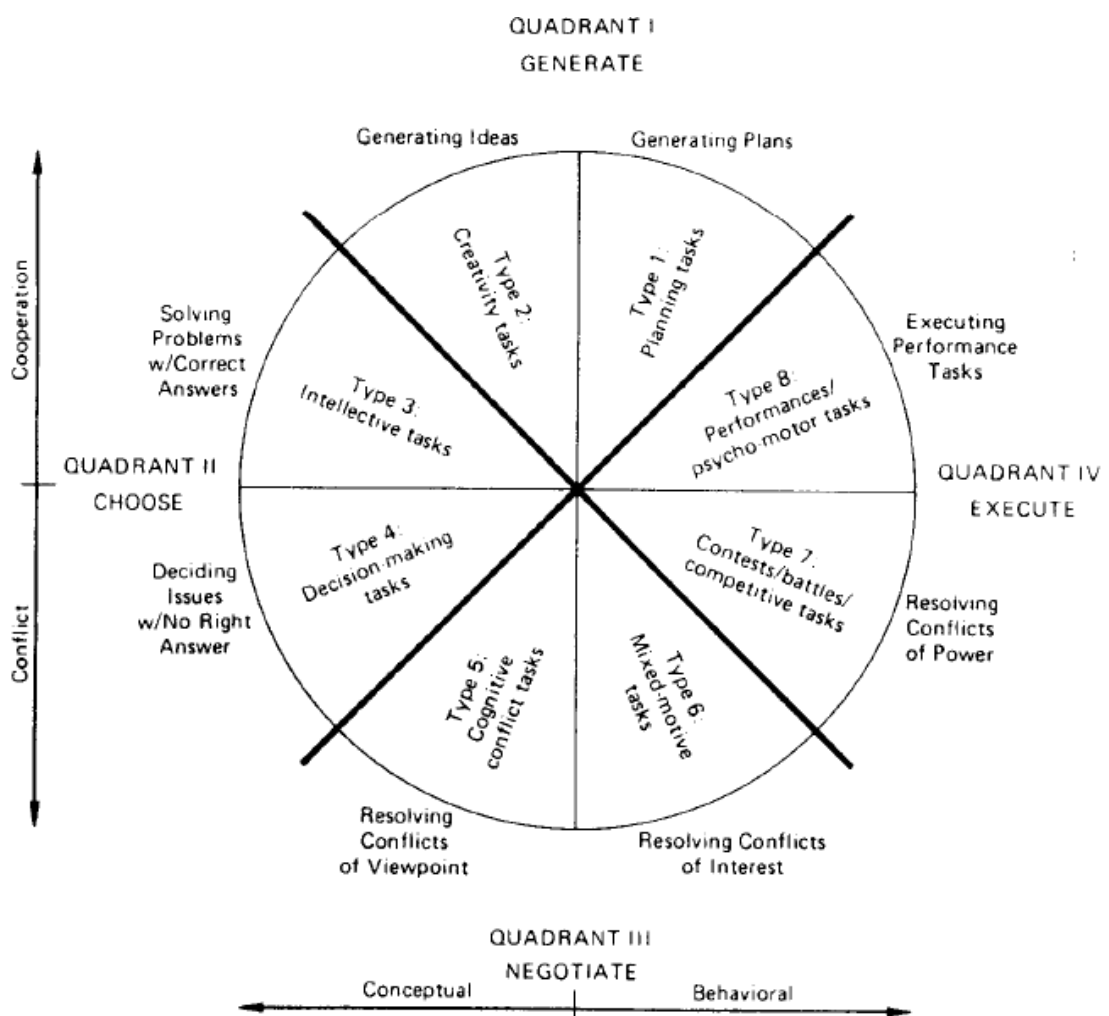 QUADRANT I
GENERATE
Generating Ideas
Generating Plans
Cooperation
Conflict
Type 2:
Creativity tasks
Type 1:
Planning tasks
Solving
Problems
w/Correct
Answers
Type 3:
Intellective tasks
Executing
Performance
Tasks
Type 8:
Performances/
psycho-motor tasks
QUADRANT II
CHOOSE
QUADRANT IV
EXECUTE
Deciding
Issues
w/No Right
Answer
Type 4:
Decision-making
tasks
Type 7:
Contests/battles/
competitive tasks
Resolving
Conflicts
of Power
Type 5:
Cognitive
conflict tasks
Type 6:
Mixed-motive
tasks
Resolving
Conflicts
of Viewpoint
Resolving Conflicts
of Interest
QUADRANT III
NEGOTIATE
Conceptual
Behavioral